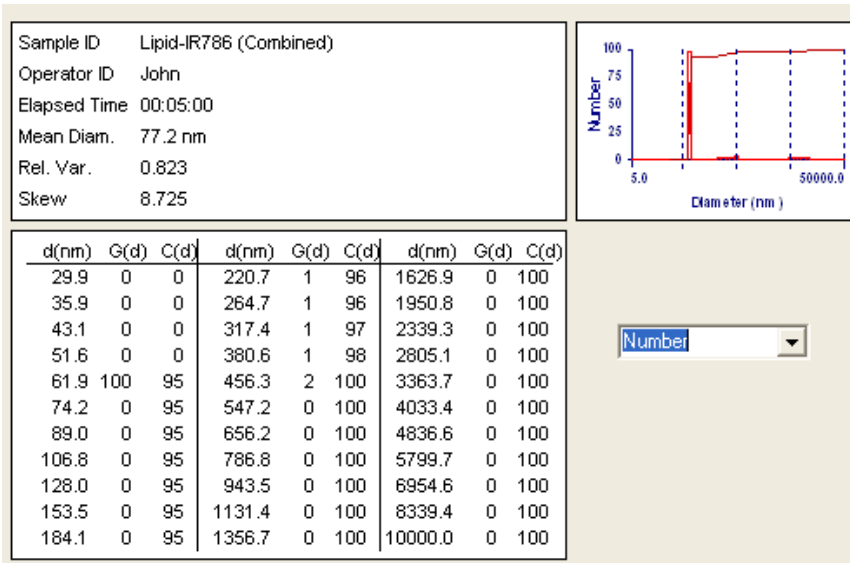 Sample ID Lipid-IR786 (Combined)
Operator ID John
Elapsed Time 00:05:00
Mean Diam. 77.2 nm
Rel. Var. 0.823
Skew 8.725
100
75
50
25
0
Number
5.0 50000.0
Diameter (nm )
d(nm) G(d) C(d) d(nm) G(d) C(d) d(nm) G(d) C(d)
29.9 0 0 220.7 1 96 1626.9 0 100
35.9 0 0 264.7 1 96 1950.8 0 100
43.1 0 0 317.4 1 97 2339.3 0 100
51.6 0 0 380.6 1 98 2805.1 0 100
61.9 100 95 456.3 2 100 3363.7 0 100
74.2 0 95 547.2 0 100 4033.4 0 100
89.0 0 95 656.2 0 100 4836.6 0 100
106.8 0 95 786.8 0 100 5799.7 0 100
128.0 0 95 943.5 0 100 6954.6 0 100
153.5 0 95 1131.4 0 100 8339.4 0 100
184.1 0 95 1356.7 0 100 10000.0 0 100
Number